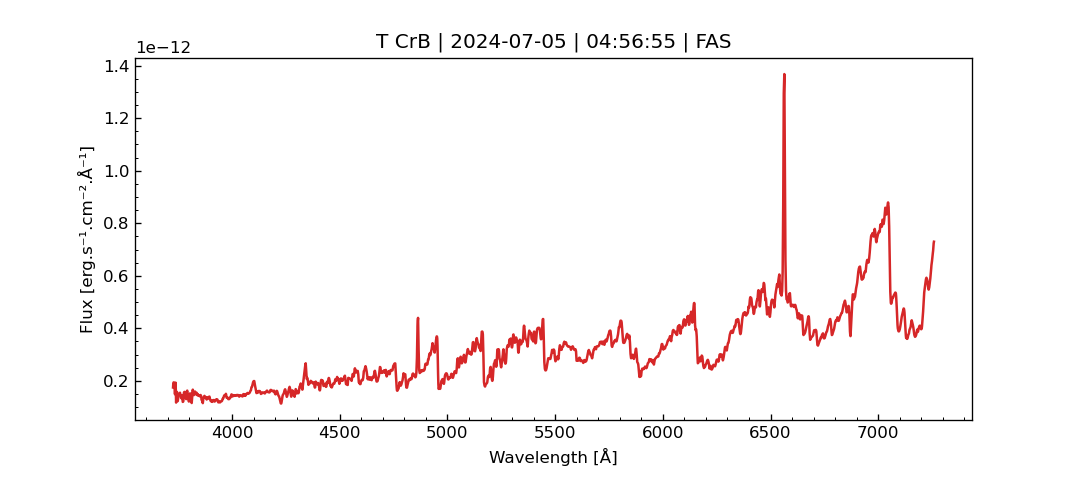 T CrB | 2024-07-05 | 04:56:55 | FAS
1e−12
1.4
1.2
1.0
0.8
0.6
0.4
0.2
Flux [erg.s⁻¹.cm⁻².Å⁻¹]
4000 4500 5000 5500 6000 6500 7000
Wavelength [Å]